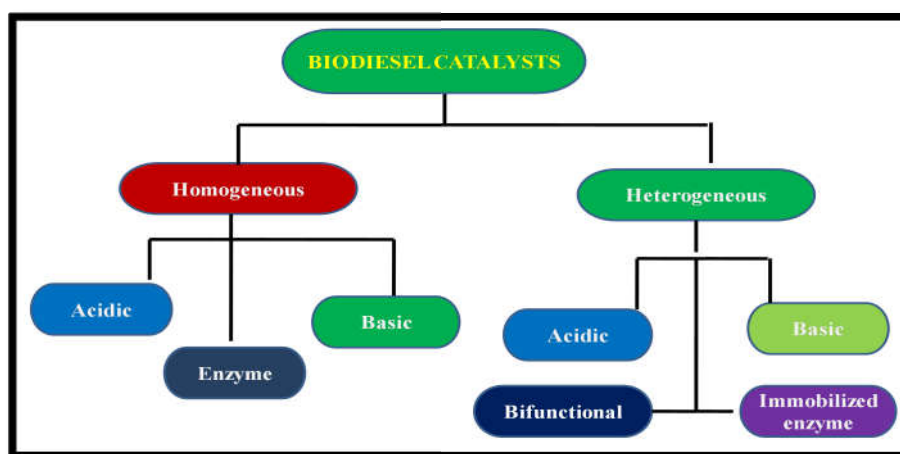 BIODIESEL CATALYSTS
Homogeneous
Heterogeneous
Acidic
Basic
Enzyme
Acidic
Basic
Bifunctional
Immobilized
enzyme